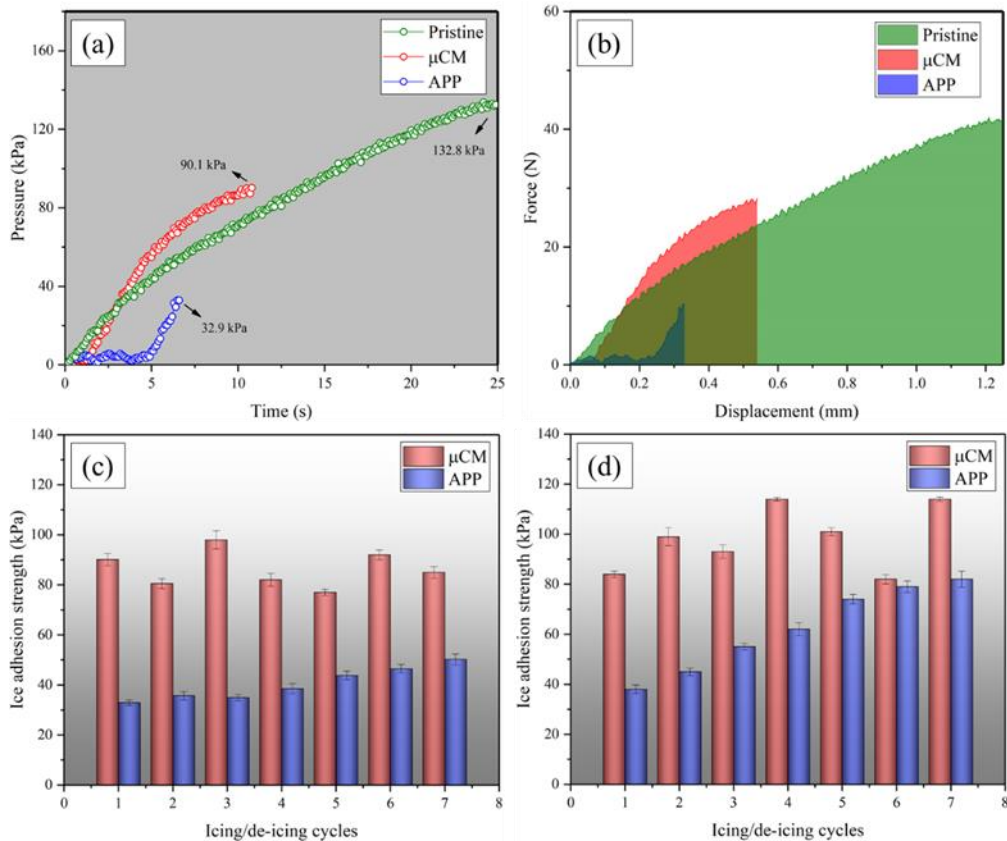 (a)
Pristine
μCM
APP
180
160
120
80
40
0
Pressure (kPa)
90.1 kPa
132.8 kPa
32.9 kPa
0 5 10 15 20 25
Time (s)
(b)
Pristine
μCM
APP
60
40
20
0
Force (N)
0.0 0.2 0.4 0.6 0.8 1.0 1.2
Displacement (mm)
(c)
μCM
APP
140
120
100
80
60
40
20
0
Ice adhesion strength (kPa)
0 1 2 3 4 5 6 7 8
Icing/de-icing cycles
(d)
μCM
APP
140
120
100
80
60
40
20
0
Ice adhesion strength (kPa)
0 1 2 3 4 5 6 7 8
Icing/de-icing cycles